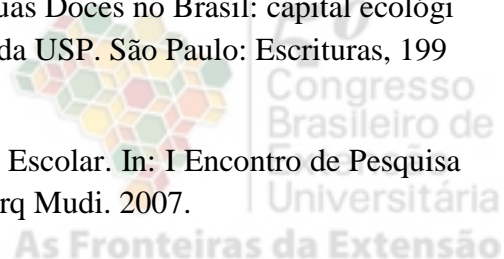 uas Doces no Brasil: capital ecológi
da USP. São Paulo: Escrituras, 199
Congresso
Brasileiro de
Escolar. In: I Encontro de Pesquisa
rq Mudi. 2007.
Universitária
As Fronteiras da Extensão